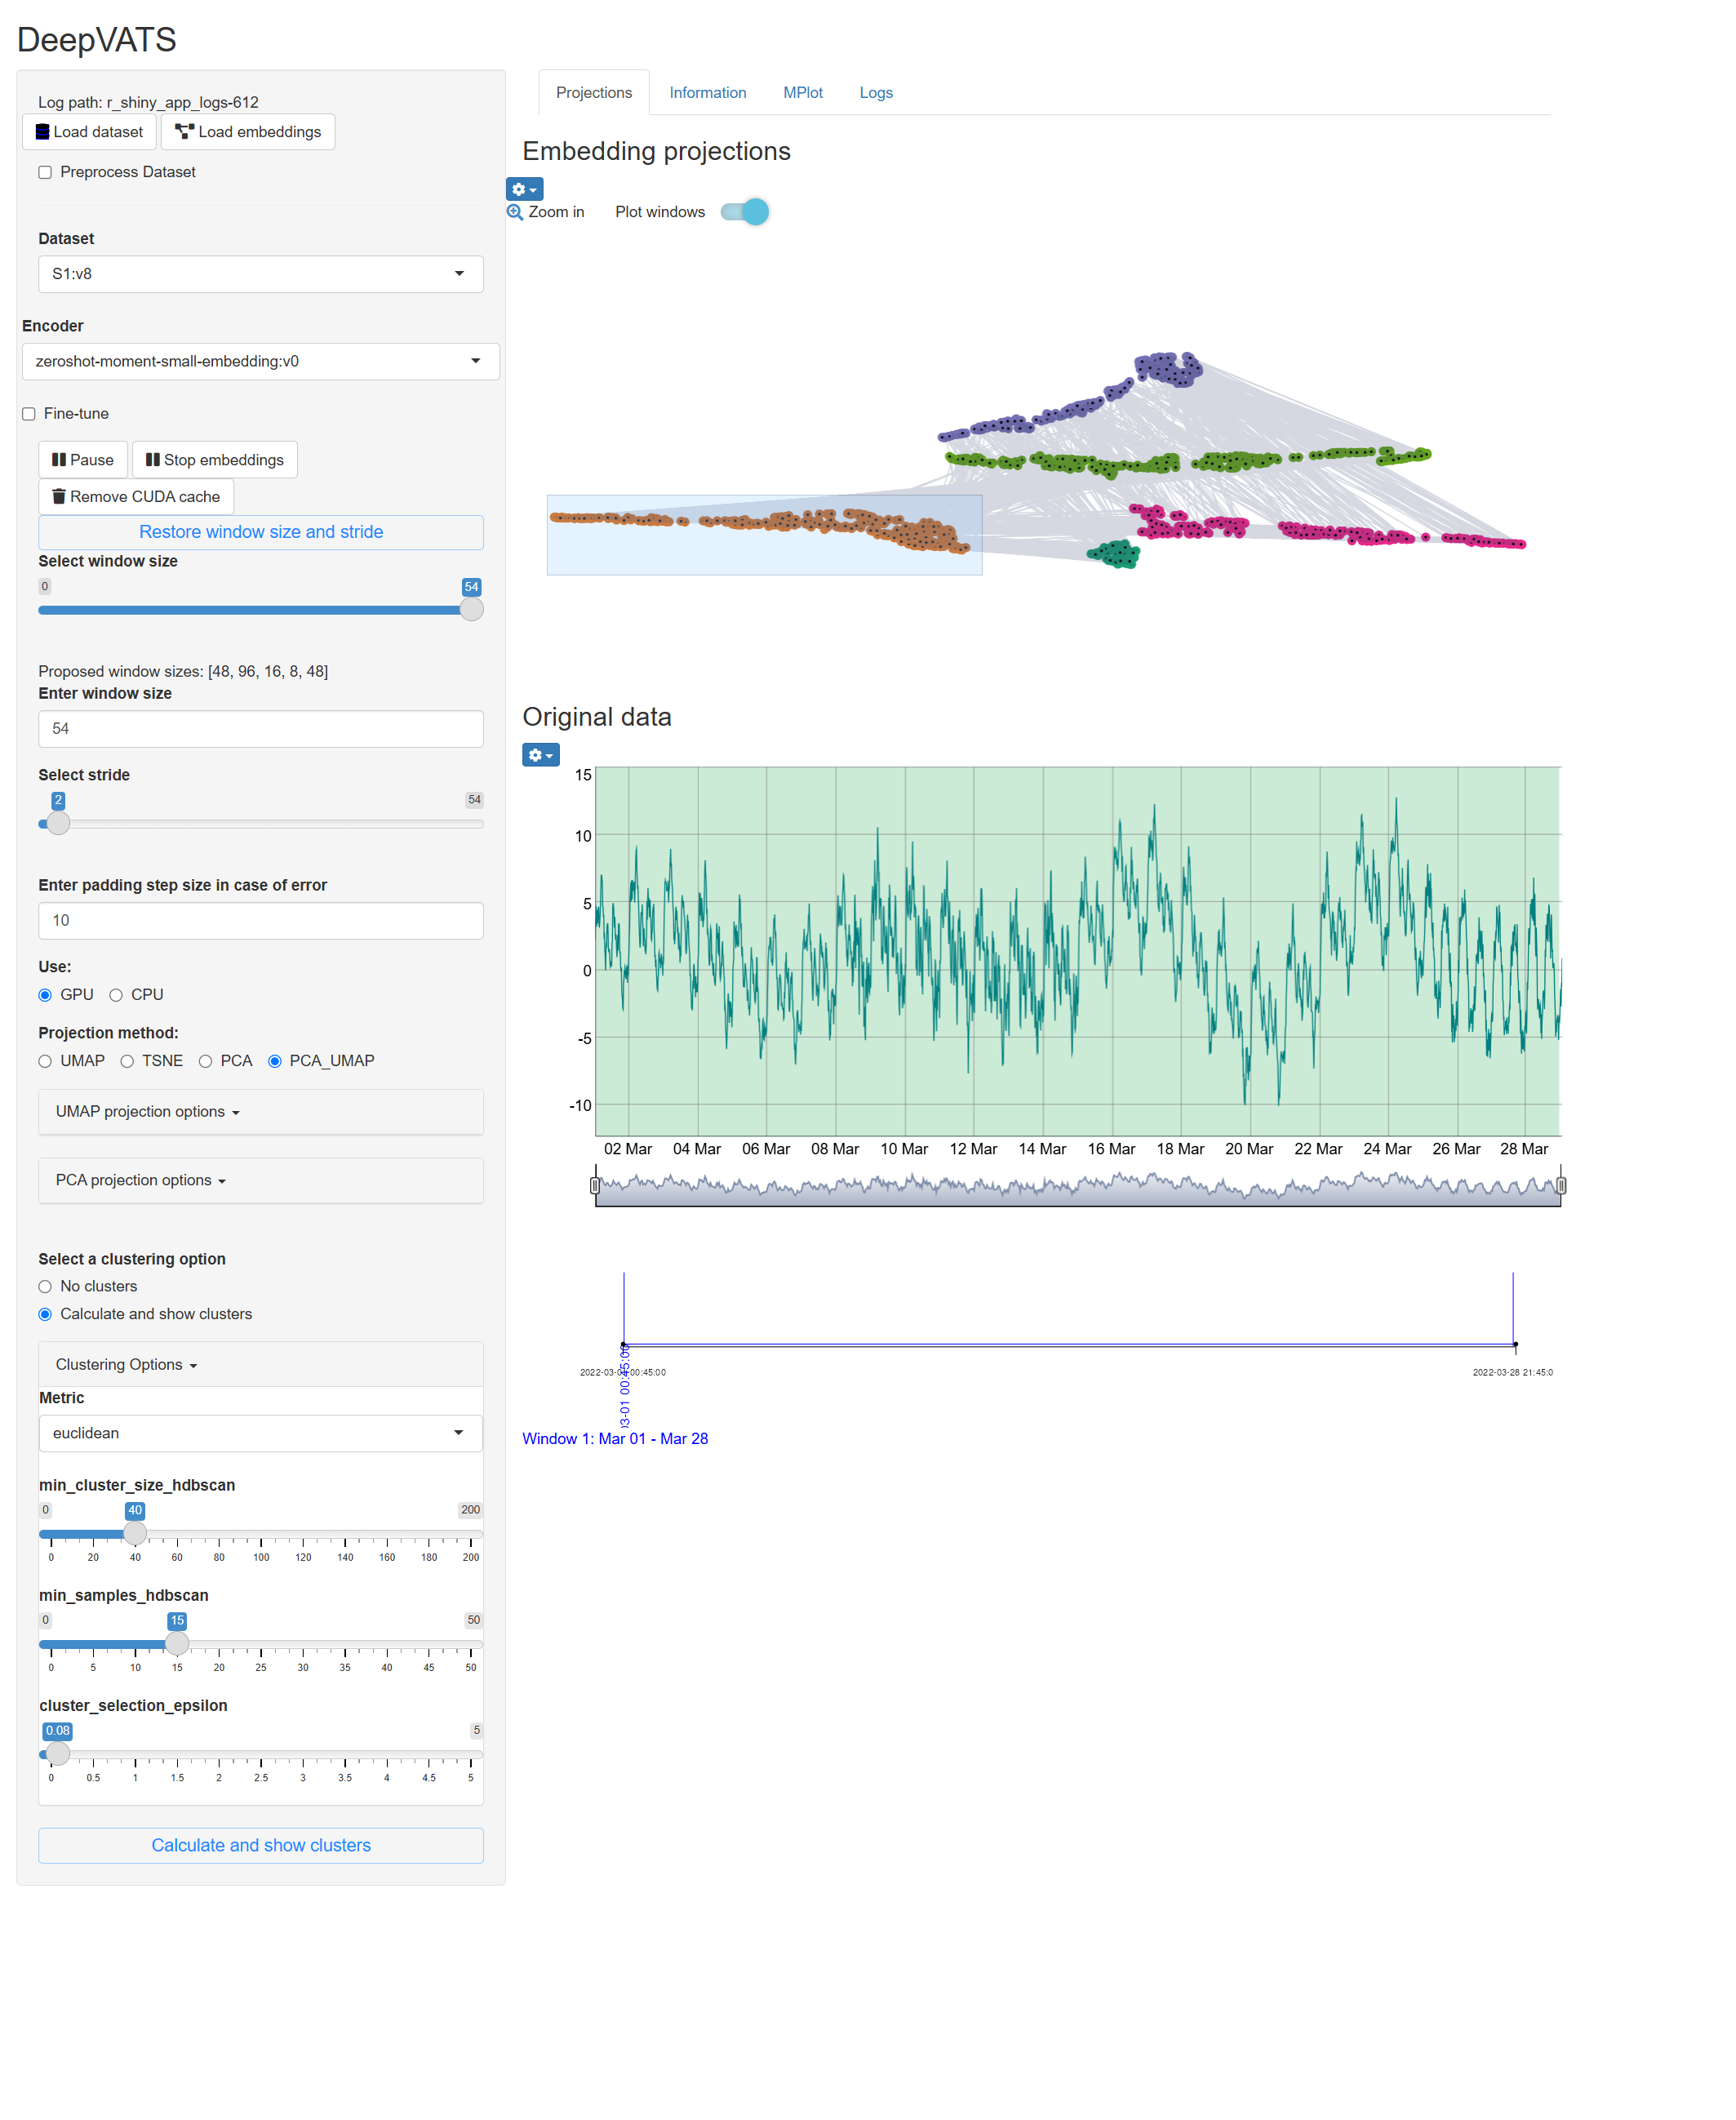 DeepVATS
Log path: r_shiny_app_logs-612
Load dataset
Load embeddings
Preprocess Dataset
Dataset
S1:v8
Encoder
zeroshot-moment-small-embedding:v0
Fine-tune
Pause
Stop embeddings
Remove CUDA cache
Restore window size and stride
Select window size
0
54
Proposed window sizes: [48, 96, 16, 8, 48]
Enter window size
54
Select stride
2
54
Enter padding step size in case of error
10
Use:
GPU CPU
Projection method:
UMAP TSNE PCA PCA_UMAP
UMAP projection options
PCA projection options
Select a clustering option
No clusters
Calculate and show clusters
Clustering Options
Metric
euclidean
min_cluster_size_hdbscan
0 40 200
0 20 40 60 80 100 120 140 160 180 200
min_samples_hdbscan
0 15 50
0 5 10 15 20 25 30 35 40 45 50
cluster_selection_epsilon
0.08 5
0 0.5 1 1.5 2 2.5 3 3.5 4 4.5 5
Calculate and show clusters
Projections Information MPlot Logs
Embedding projections
Zoom in Plot windows
Original data
15
10
5
0
-5
-10
02 Mar 04 Mar 06 Mar 08 Mar 10 Mar 12 Mar 14 Mar 16 Mar 18 Mar 20 Mar 22 Mar 24 Mar 26 Mar 28 Mar
00:45:00
2022-03-28 21:45:0
03-01 00:45:00
Window 1: Mar 01 - Mar 28